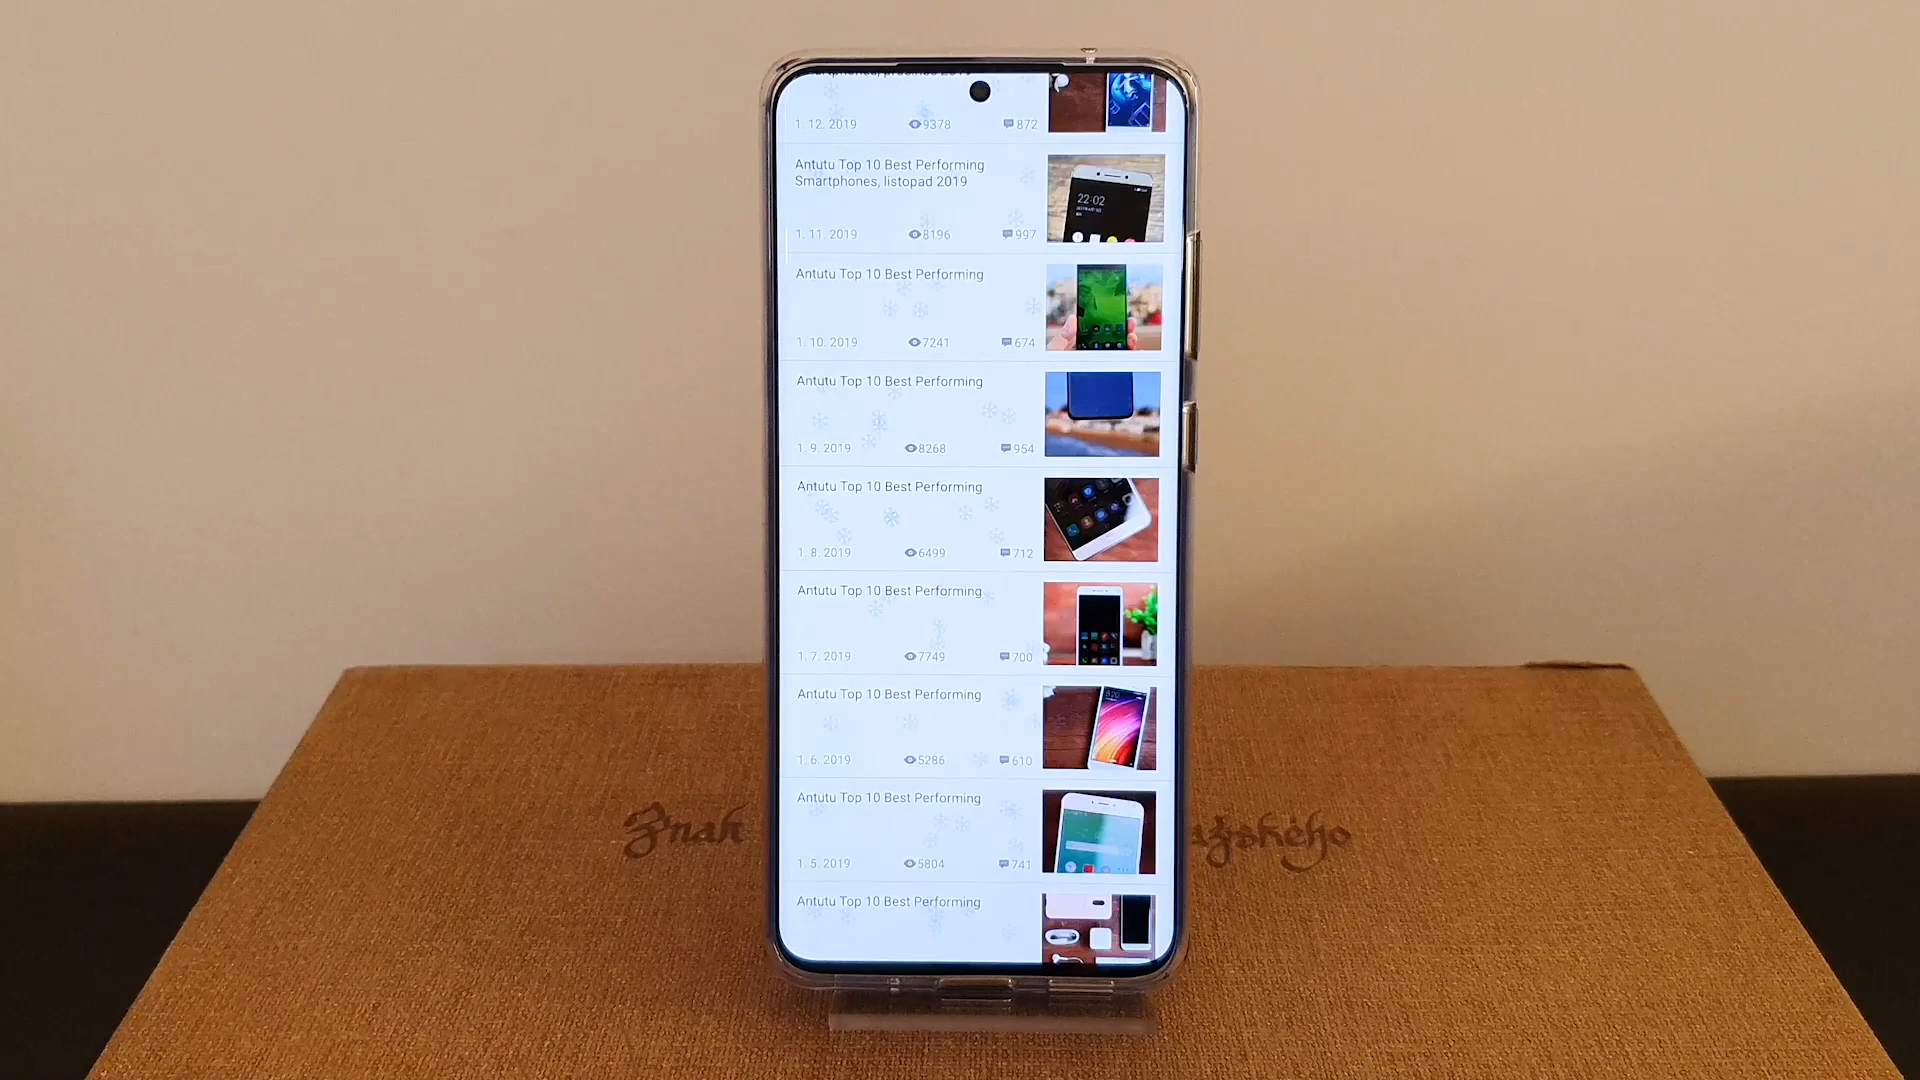 1. 12. 2019 9378 872
Antutu Top 10 Best Performing
Smartphones, listopad 2019
22:02
1. 11. 2019 8196 997
Antutu Top 10 Best Performing
1. 10. 2019 7241 674
Antutu Top 10 Best Performing
1. 9. 2019 8268 954
Antutu Top 10 Best Performing
1. 8. 2019 6499 712
Antutu Top 10 Best Performing
1. 7. 2019 7749 700
Antutu Top 10 Best Performing
8:20
1. 6. 2019 5286 610
Antutu Top 10 Best Performing
1. 5. 2019 5804 741
Antutu Top 10 Best Performing
Znak